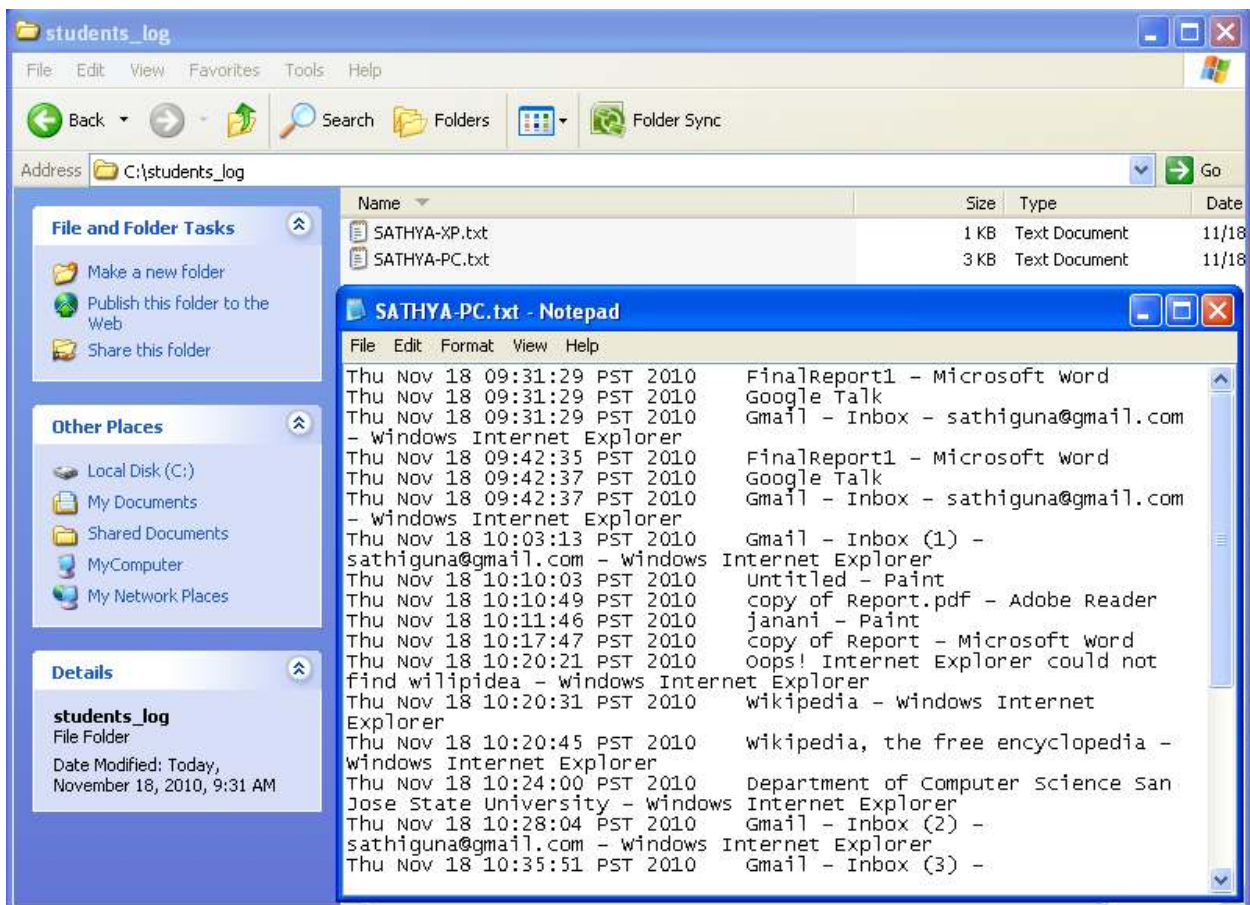 students_log
File Edit View Favorites Tools Help
Back Search Folders Folder Sync
Address C:\students_log Go
Name Size Type Date
SATHYA-XP.txt 1 KB Text Document 11/18
SATHYA-PC.txt 3 KB Text Document 11/18
File and Folder Tasks
Make a new folder
Publish this folder to the
Web
Share this folder
Other Places
Local Disk (C:)
My Documents
Shared Documents
MyComputer
My Network Places
Details
students_log
File Folder
Date Modified: Today,
November 18, 2010, 9:31 AM
SATHYA-PC.txt - Notepad
File Edit Format View Help
Thu Nov 18 09:31:29 PST 2010 FinalReport1 - Microsoft Word
Thu Nov 18 09:31:29 PST 2010 Google Talk
Thu Nov 18 09:31:29 PST 2010 Gmail - Inbox - sathiguna@gmail.com
- Windows Internet Explorer
Thu Nov 18 09:42:35 PST 2010 FinalReport1 - Microsoft Word
Thu Nov 18 09:42:37 PST 2010 Google Talk
Thu Nov 18 09:42:37 PST 2010 Gmail - Inbox - sathiguna@gmail.com
- Windows Internet Explorer
Thu Nov 18 10:03:13 PST 2010 Gmail - Inbox (1) -
sathiguna@gmail.com - Windows Internet Explorer
Thu Nov 18 10:10:03 PST 2010 Untitled - Paint
Thu Nov 18 10:10:49 PST 2010 copy of Report.pdf - Adobe Reader
Thu Nov 18 10:11:46 PST 2010 janani - Paint
Thu Nov 18 10:17:47 PST 2010 copy of Report - Microsoft Word
Thu Nov 18 10:20:21 PST 2010 Oops! Internet Explorer could not
find wilipidea - Windows Internet Explorer
Thu Nov 18 10:20:31 PST 2010 Wikipedia - Windows Internet
Explorer
Thu Nov 18 10:20:45 PST 2010 Wikipedia, the free encyclopedia -
Windows Internet Explorer
Thu Nov 18 10:24:00 PST 2010 Department of Computer Science San
Jose State University - Windows Internet Explorer
Thu Nov 18 10:28:04 PST 2010 Gmail - Inbox (2) -
sathiguna@gmail.com - Windows Internet Explorer
Thu Nov 18 10:35:51 PST 2010 Gmail - Inbox (3) -